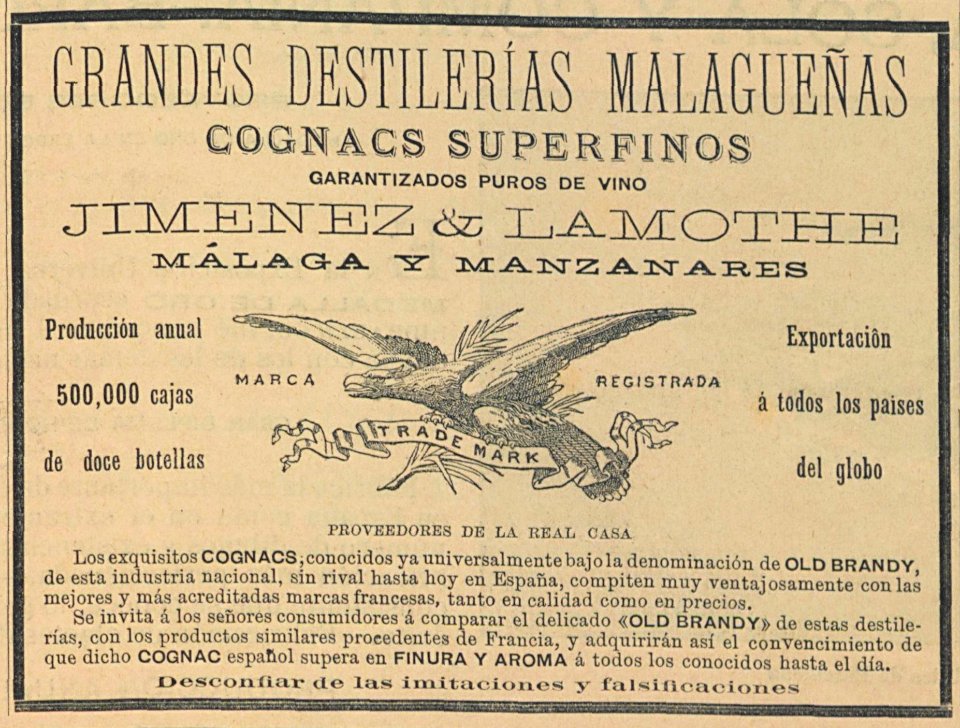 GRANDES DESTILERÍAS MALAGUEÑAS
COGNACS SUPERFINOS
GARANTIZADOS PUROS DE VINO
JIMENEZ & LAMOTHE
MÁLAGA Y MANZANARES
Producción anual
500,000 cajas
de doce botellas
MARCA
REGISTRADA
TRADE MARK
Exportaciôn
á todos los paises
del globo
PROVEEDORES DE LA REAL CASA
Los exquisitos COGNACS, conocidos ya universalmente bajo la denominación de OLD BRANDY,
de esta industria nacional, sin rival hasta hoy en España, compiten muy ventajosamente con las
mejores y más acreditadas marcas francesas, tanto en calidad como en precios.
Se invita á los señores consumidores á comparar el delicado «OLD BRANDY» de estas destile-
rías, con los productos similares procedentes de Francia, y adquirirán así el convencimiento de
que dicho COGNAC español supera en FINURA Y AROMA á todos los conocidos hasta el día.
Desconfiar de las imitaciones y falsificaciones